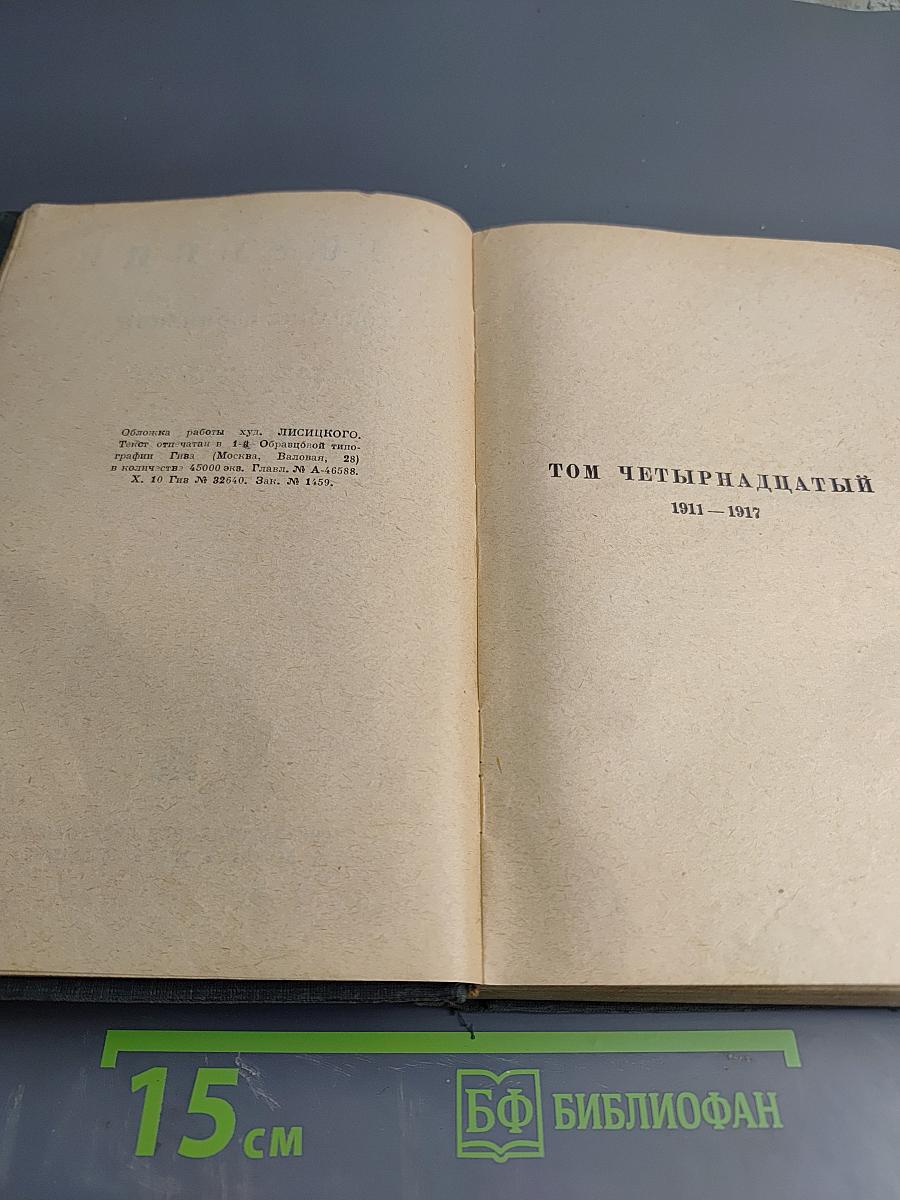 Обложка работы худ. ЛИСИЦКОГО.
Текст отпечатан в 1-й Образцовой типо-
графии Гиза (Москва, Валовая, 28)
в количестве 45000 экз. Главл. № А-46588.
Х. 10 Гиз № 32640. Зак. № 1459.
ТОМ ЧЕТЫРНАДЦАТЫЙ
1911 — 1917
15 см
БФ БИБЛИОФАН